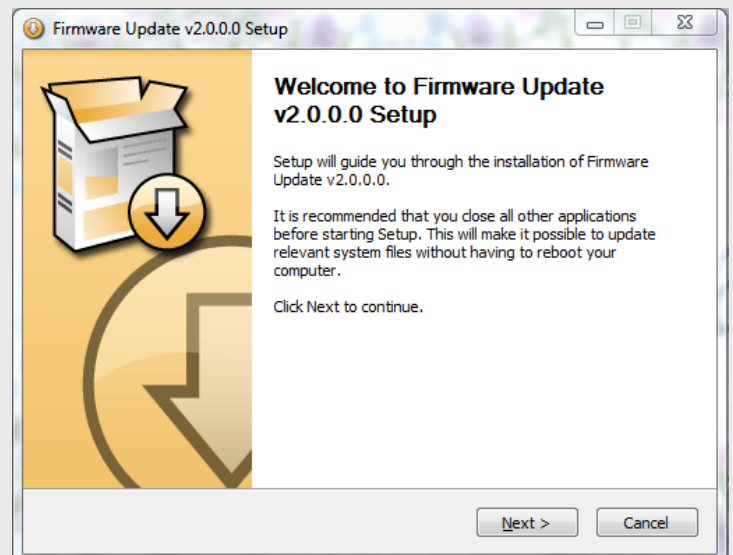 Firmware Update v2.0.0.0 Setup
Welcome to Firmware Update
v2.0.0.0 Setup
Setup will guide you through the installation of Firmware
Update v2.0.0.0.
It is recommended that you close all other applications
before starting Setup. This will make it possible to update
relevant system files without having to reboot your
computer.
Click Next to continue.
Next >
Cancel